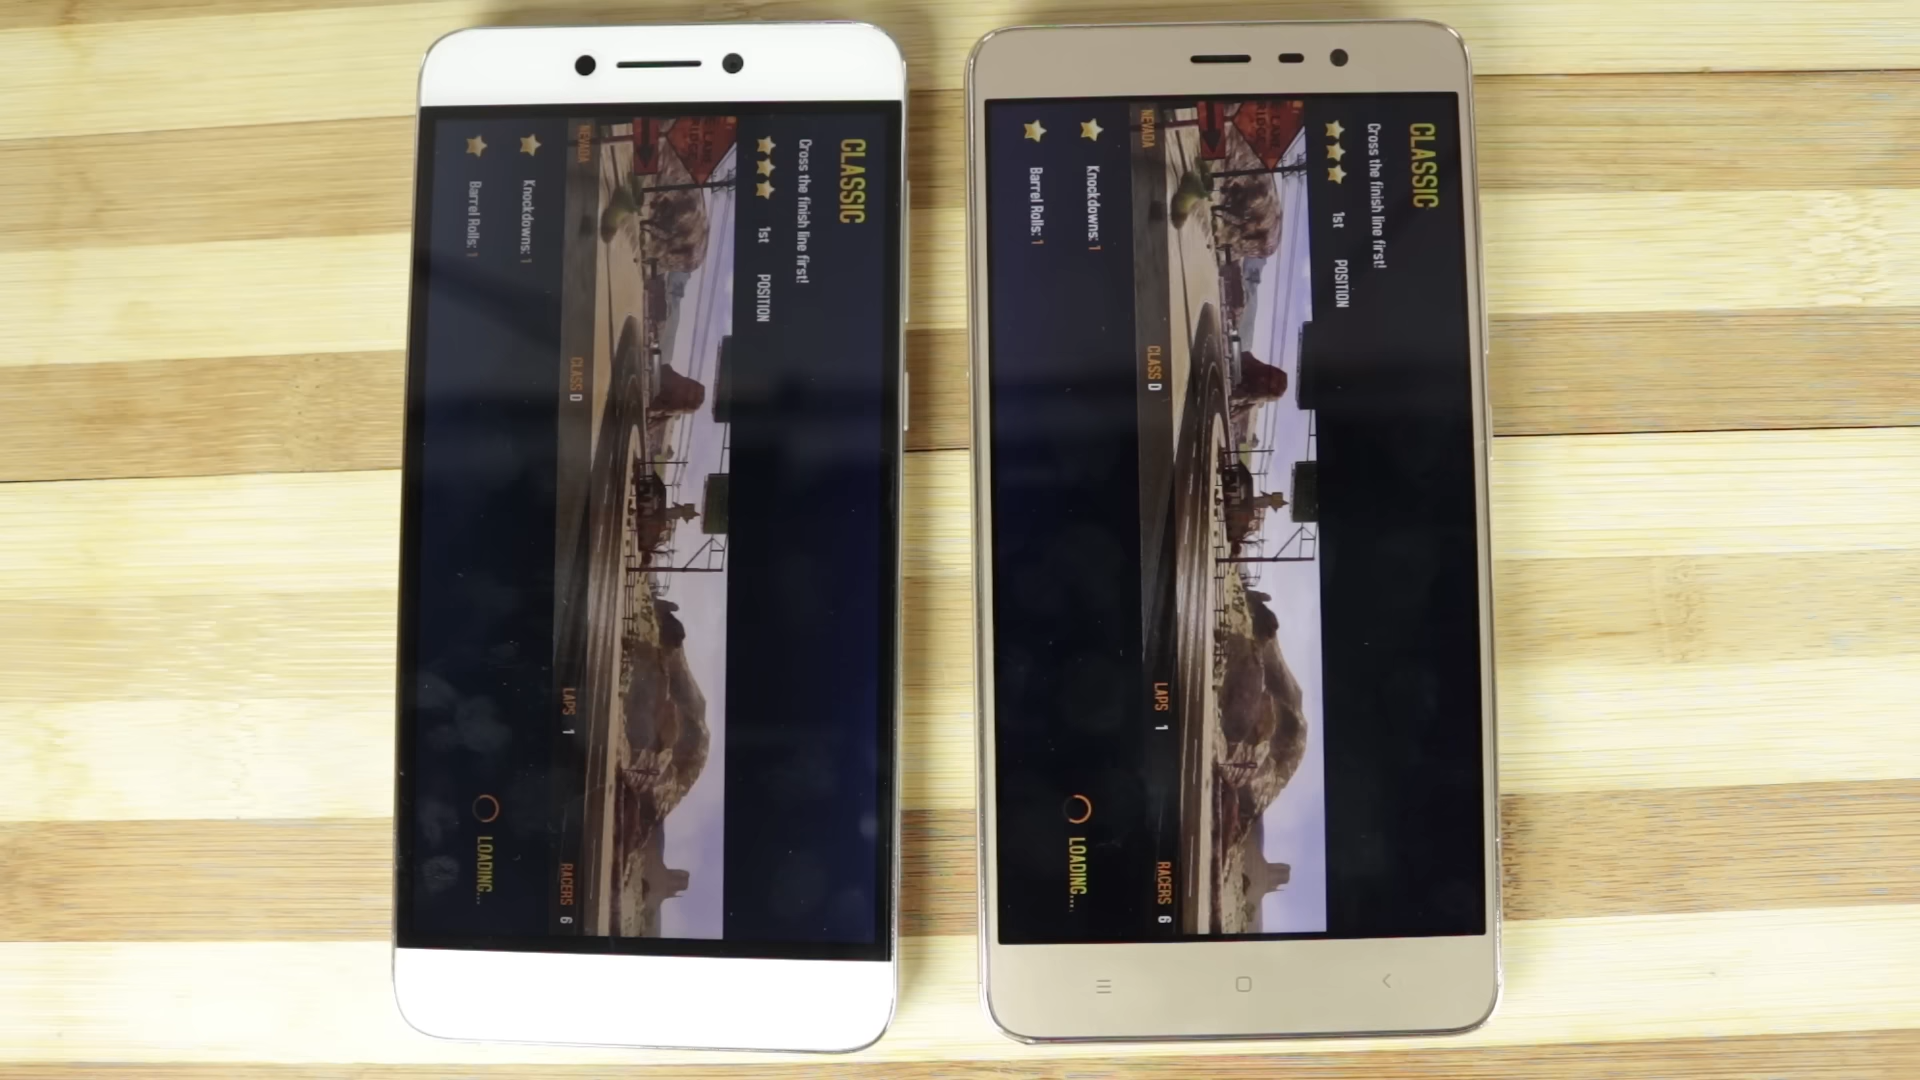 CLASSIC
Cross the finish line first!
1st POSITION
NEVADA
CLASS D
LAPS 1
RACERS 6
Knockdowns: 1
Barrel Rolls: 1
LOADING...
CLASSIC
Cross the finish line first!
1st POSITION
NEVADA
CLASS D
LAPS 1
RACERS 6
Knockdowns: 1
Barrel Rolls: 1
LOADING....